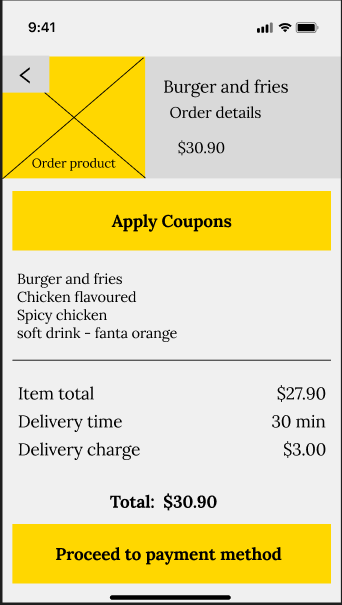 9:41
Burger and fries
Order details
$30.90
Order product
Apply Coupons
Burger and fries
Chicken flavoured
Spicy chicken
soft drink - fanta orange
Item total $27.90
Delivery time 30 min
Delivery charge $3.00
Total: $30.90
Proceed to payment method